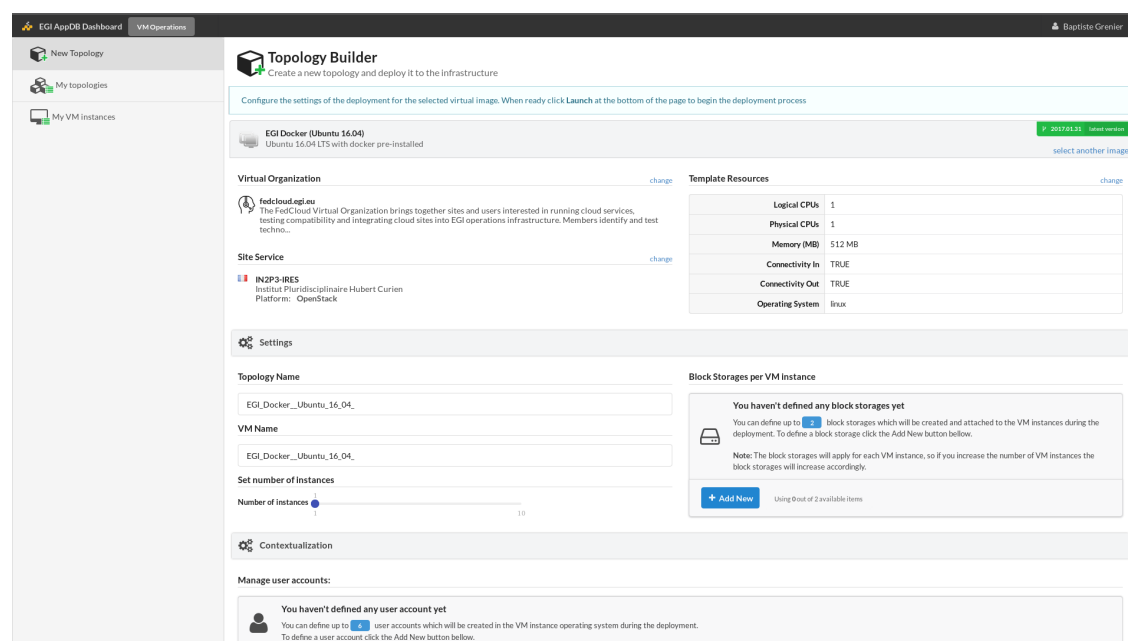 EGI AppDB Dashboard VM Operations Baptiste Grenier
New Topology
My topologies
My VM instances
Topology Builder
Create a new topology and deploy it to the infrastructure
Configure the settings of the deployment for the selected virtual image. When ready click Launch at the bottom of the page to begin the deployment process
EGI Docker (Ubuntu 16.04)
Ubuntu 16.04 LTS with docker pre-installed
2017.01.31 latest version
select another image
Virtual Organization change
fedcloud.egi.eu
The FedCloud Virtual Organization brings together sites and users interested in running cloud services,
testing compatibility and integrating cloud sites into EGI operations infrastructure. Members identify and test
techno...
Site Service change
IN2P3-IRES
Institut Pluridisciplinaire Hubert Curien
Platform: OpenStack
Template Resources change
Logical CPUs 1
Physical CPUs 1
Memory (MB) 512 MB
Connectivity In TRUE
Connectivity Out TRUE
Operating System linux
Settings
Topology Name
EGI_Docker__Ubuntu_16_04_
VM Name
EGI_Docker__Ubuntu_16_04_
Set number of instances
1
Number of instances
1 10
Block Storages per VM instance
You haven't defined any block storages yet
You can define up to 2 block storages which will be created and attached to the VM instances during the
deployment. To define a block storage click the Add New button bellow.
Note: The block storages will apply for each VM instance, so if you increase the number of VM instances the
block storages will increase accordingly.
+ Add New Using 0 out of 2 available items
Contextualization
Manage user accounts:
You haven't defined any user account yet
You can define up to 6 user accounts which will be created in the VM instance operating system during the deployment.
To define a user account click the Add New button bellow.